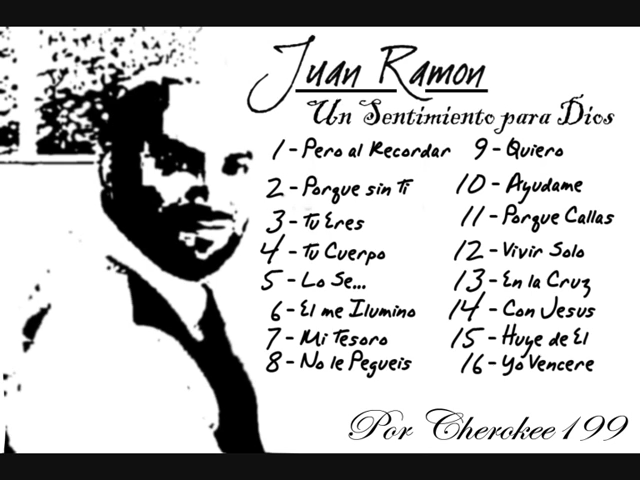 Juan Ramon
Un Sentimiento para Dios
1 - Pero al Recordar
2 - Porque sin Ti
3 - Tu Eres
4 - Tu Cuerpo
5 - Lo Se...
6 - El me Ilumino
7 - Mi Tesoro
8 - No le Pegueis
9 - Quiero
10 - Ayudame
11 - Porque Callas
12 - Vivir Solo
13 - En la Cruz
14 - Con Jesus
15 - Huye de El
16 - Yo Vencere
Por Cherokee199